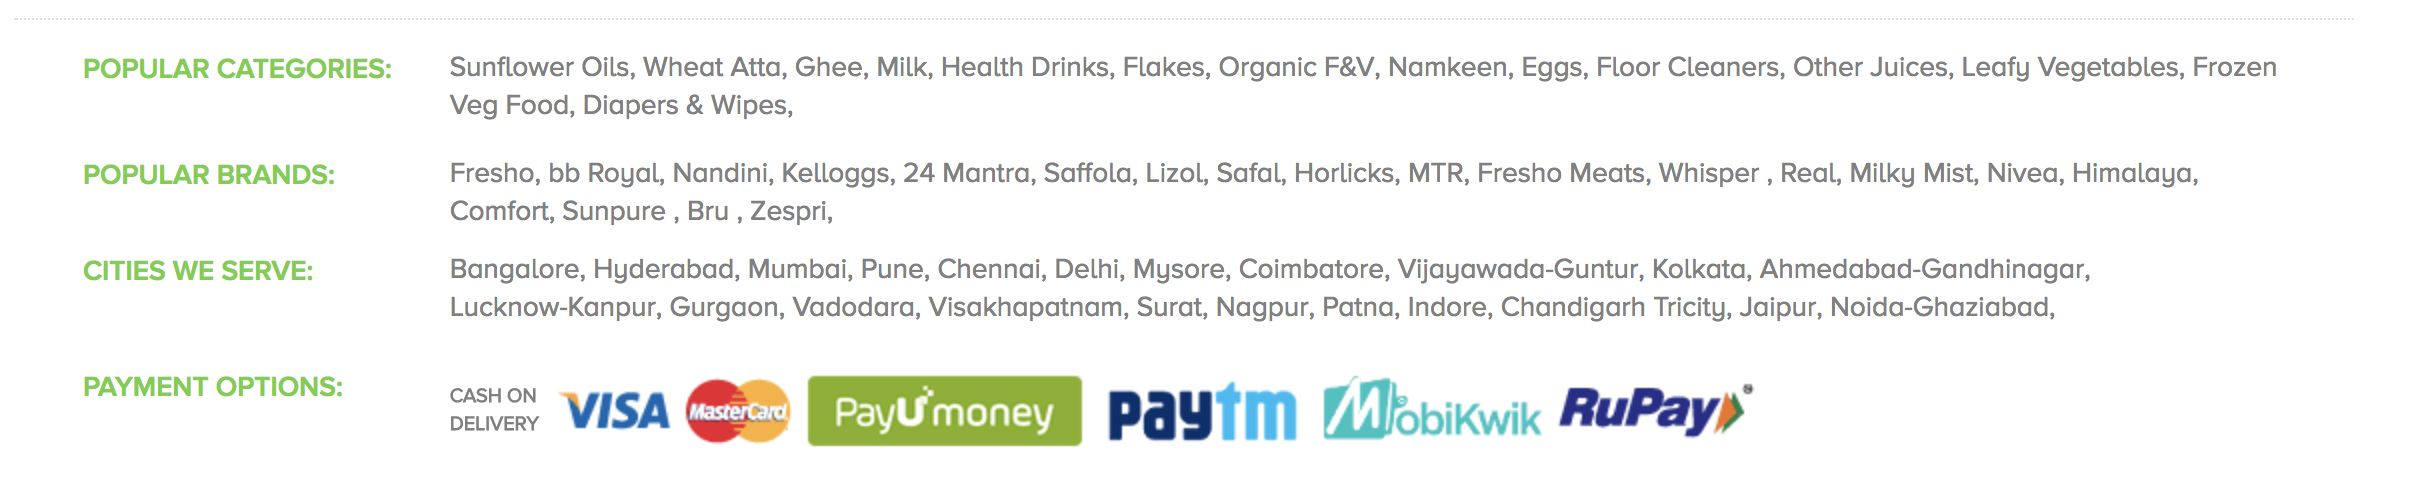 POPULAR CATEGORIES: Sunflower Oils, Wheat Atta, Ghee, Milk, Health Drinks, Flakes, Organic F&V, Namkeen, Eggs, Floor Cleaners, Other Juices, Leafy Vegetables, Frozen
Veg Food, Diapers & Wipes,
POPULAR BRANDS: Fresho, bb Royal, Nandini, Kelloggs, 24 Mantra, Saffola, Lizol, Safal, Horlicks, MTR, Fresho Meats, Whisper , Real, Milky Mist, Nivea, Himalaya,
Comfort, Sunpure , Bru , Zespri,
CITIES WE SERVE: Bangalore, Hyderabad, Mumbai, Pune, Chennai, Delhi, Mysore, Coimbatore, Vijayawada-Guntur, Kolkata, Ahmedabad-Gandhinagar,
Lucknow-Kanpur, Gurgaon, Vadodara, Visakhapatnam, Surat, Nagpur, Patna, Indore, Chandigarh Tricity, Jaipur, Noida-Ghaziabad,
PAYMENT OPTIONS: CASH ON
DELIVERY VISA MasterCard PayUmoney paytm MobiKwik RuPay